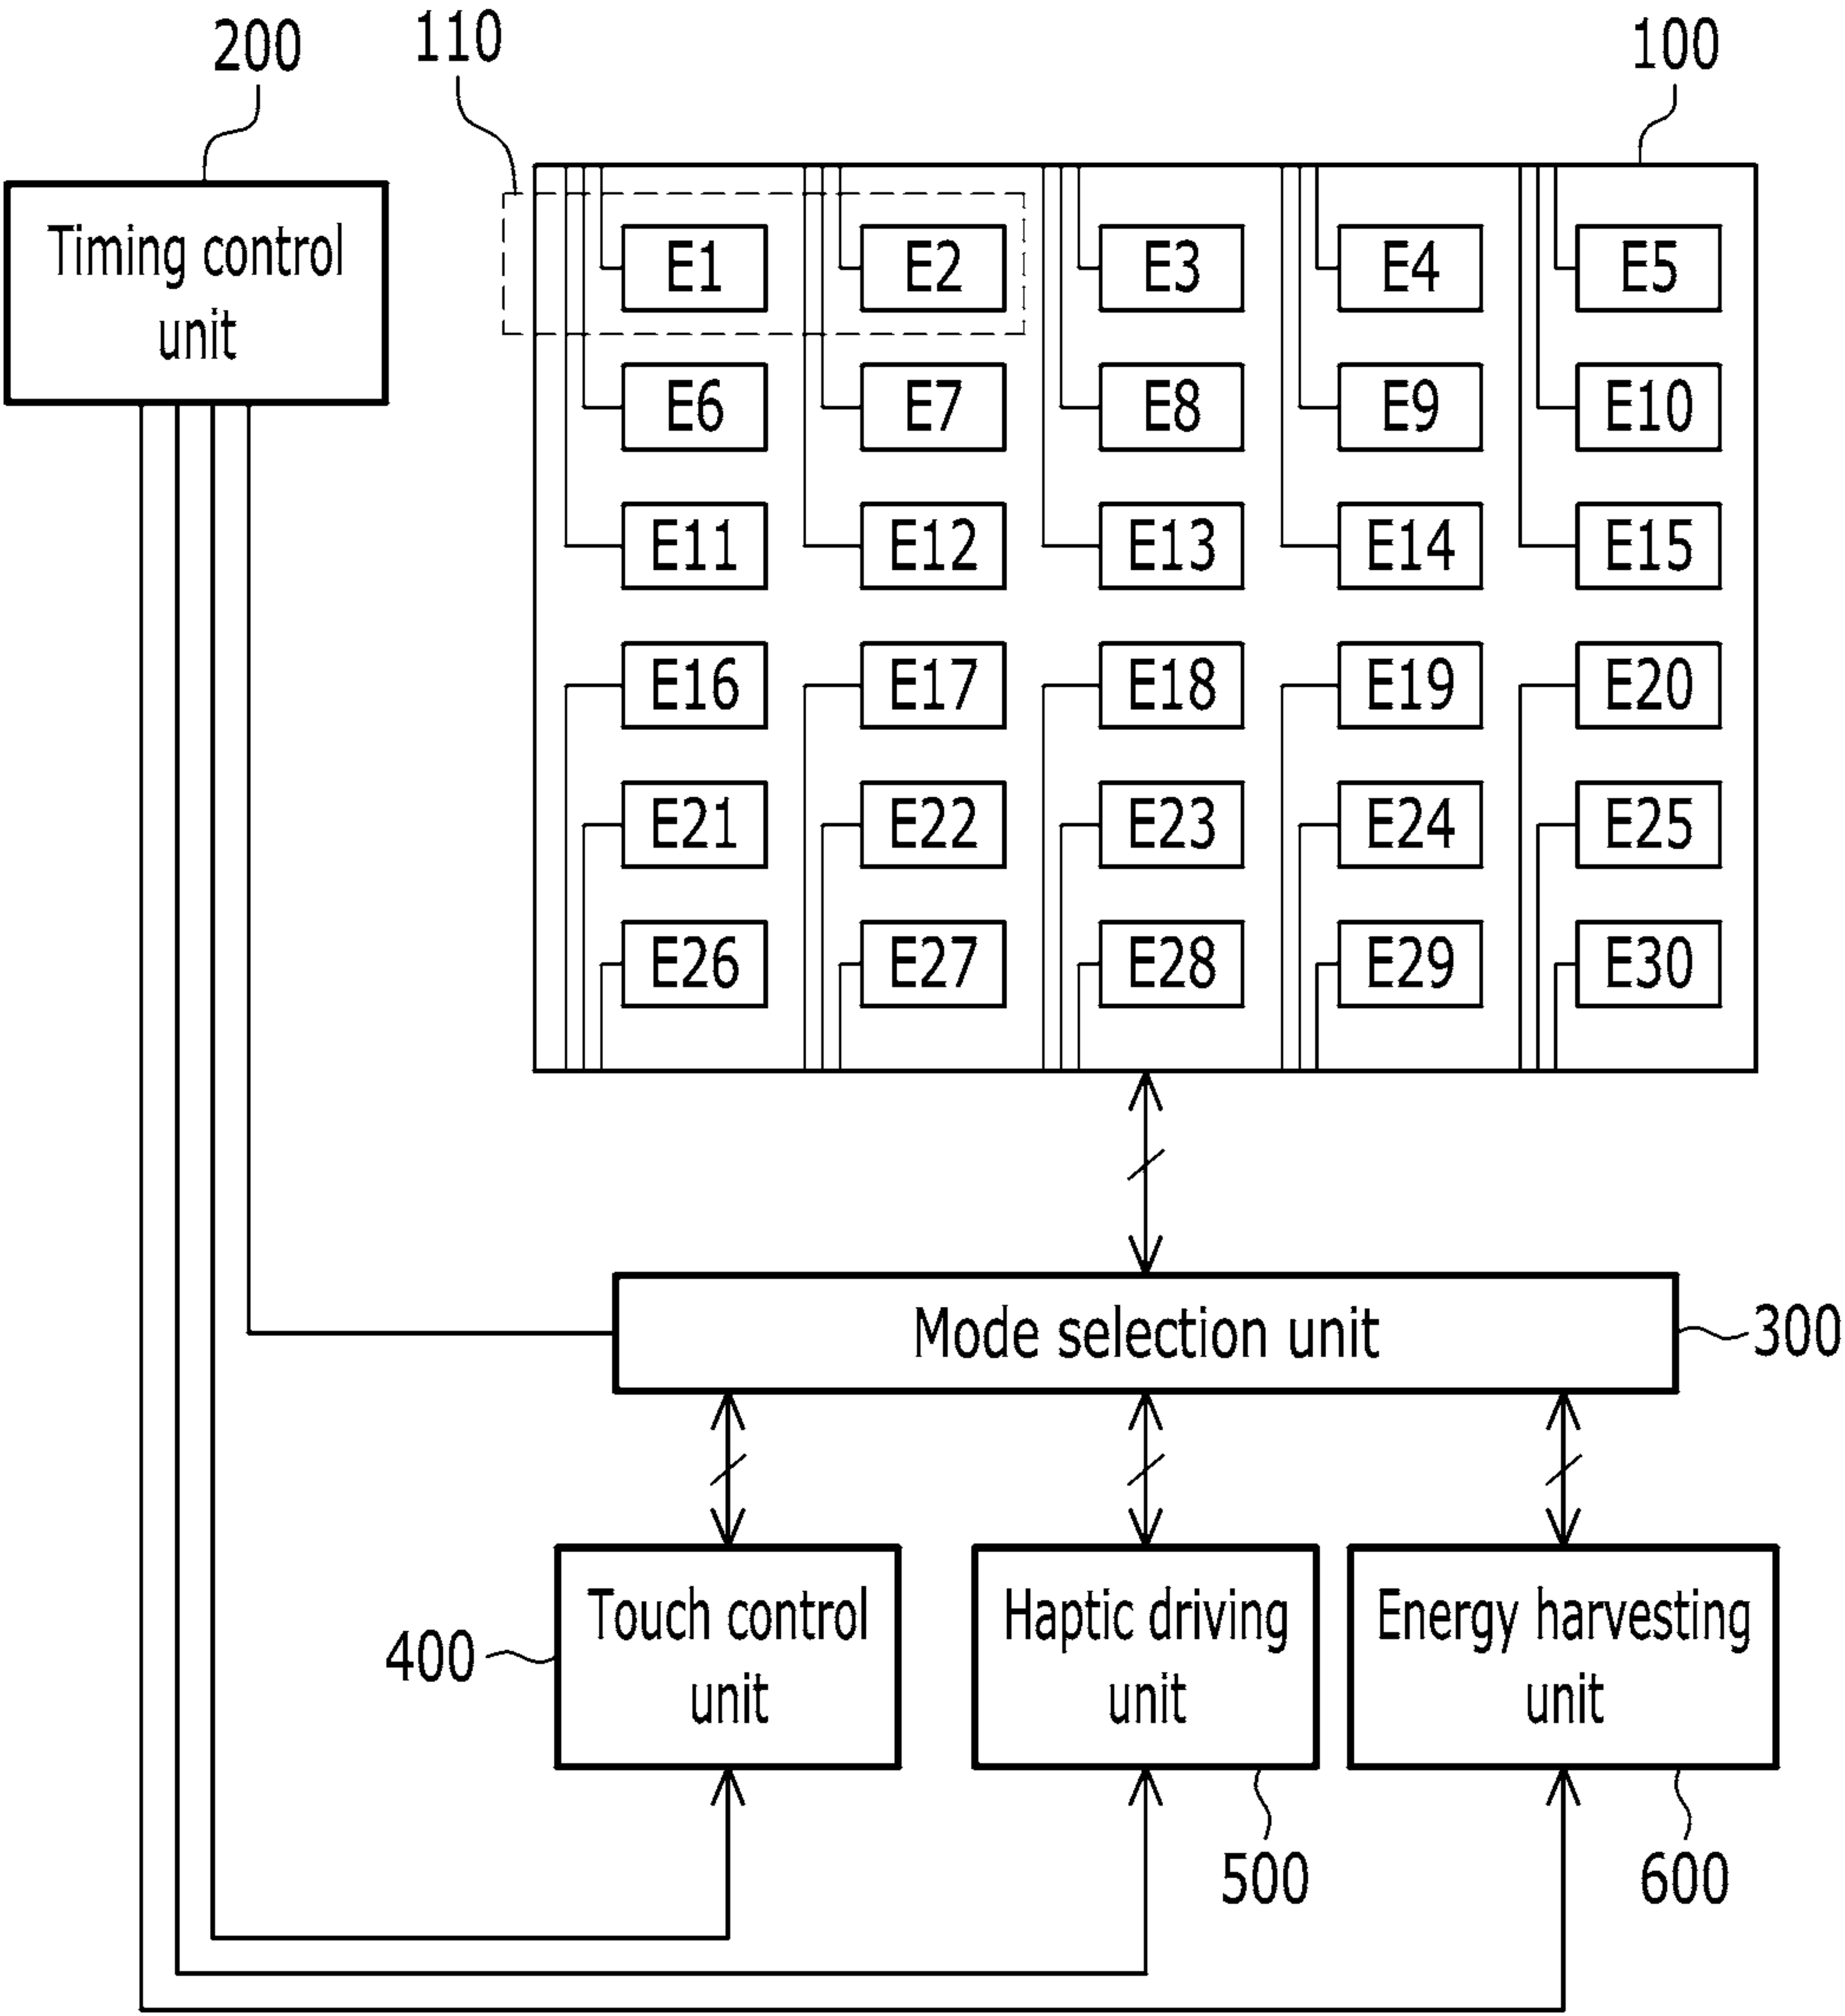 200
110
100
Timing control
unit
E1 E2 E3 E4 E5
E6 E7 E8 E9 E10
E11 E12 E13 E14 E15
E16 E17 E18 E19 E20
E21 E22 E23 E24 E25
E26 E27 E28 E29 E30
Mode selection unit
300
Touch control
unit
400
Haptic driving
unit
500
Energy harvesting
unit
600